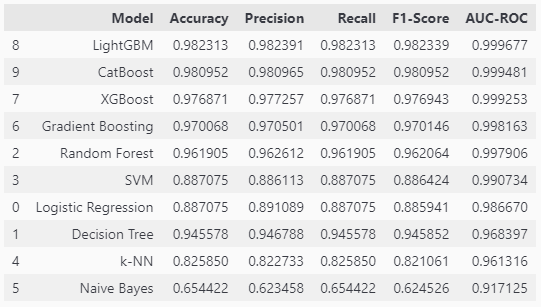 Model Accuracy Precision Recall F1-Score AUC-ROC
8 LightGBM 0.982313 0.982391 0.982313 0.982339 0.999677
9 CatBoost 0.980952 0.980965 0.980952 0.980952 0.999481
7 XGBoost 0.976871 0.977257 0.976871 0.976943 0.999253
6 Gradient Boosting 0.970068 0.970501 0.970068 0.970146 0.998163
2 Random Forest 0.961905 0.962612 0.961905 0.962064 0.997906
3 SVM 0.887075 0.886113 0.887075 0.886424 0.990734
0 Logistic Regression 0.887075 0.891089 0.887075 0.885941 0.986670
1 Decision Tree 0.945578 0.946788 0.945578 0.945852 0.968397
4 k-NN 0.825850 0.822733 0.825850 0.821061 0.961316
5 Naive Bayes 0.654422 0.623458 0.654422 0.624526 0.917125